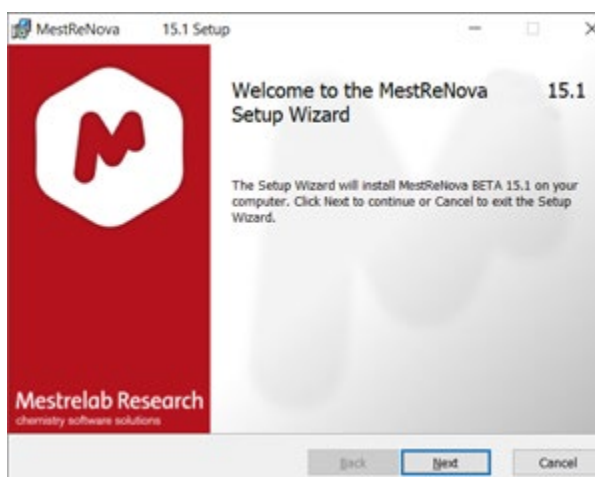 MestReNova 15.1 Setup
Welcome to the MestReNova 15.1
Setup Wizard
The Setup Wizard will install MestReNova BETA 15.1 on your
computer. Click Next to continue or Cancel to exit the Setup
Wizard.
Mestrelab Research
chemistry software solutions
Back Next Cancel